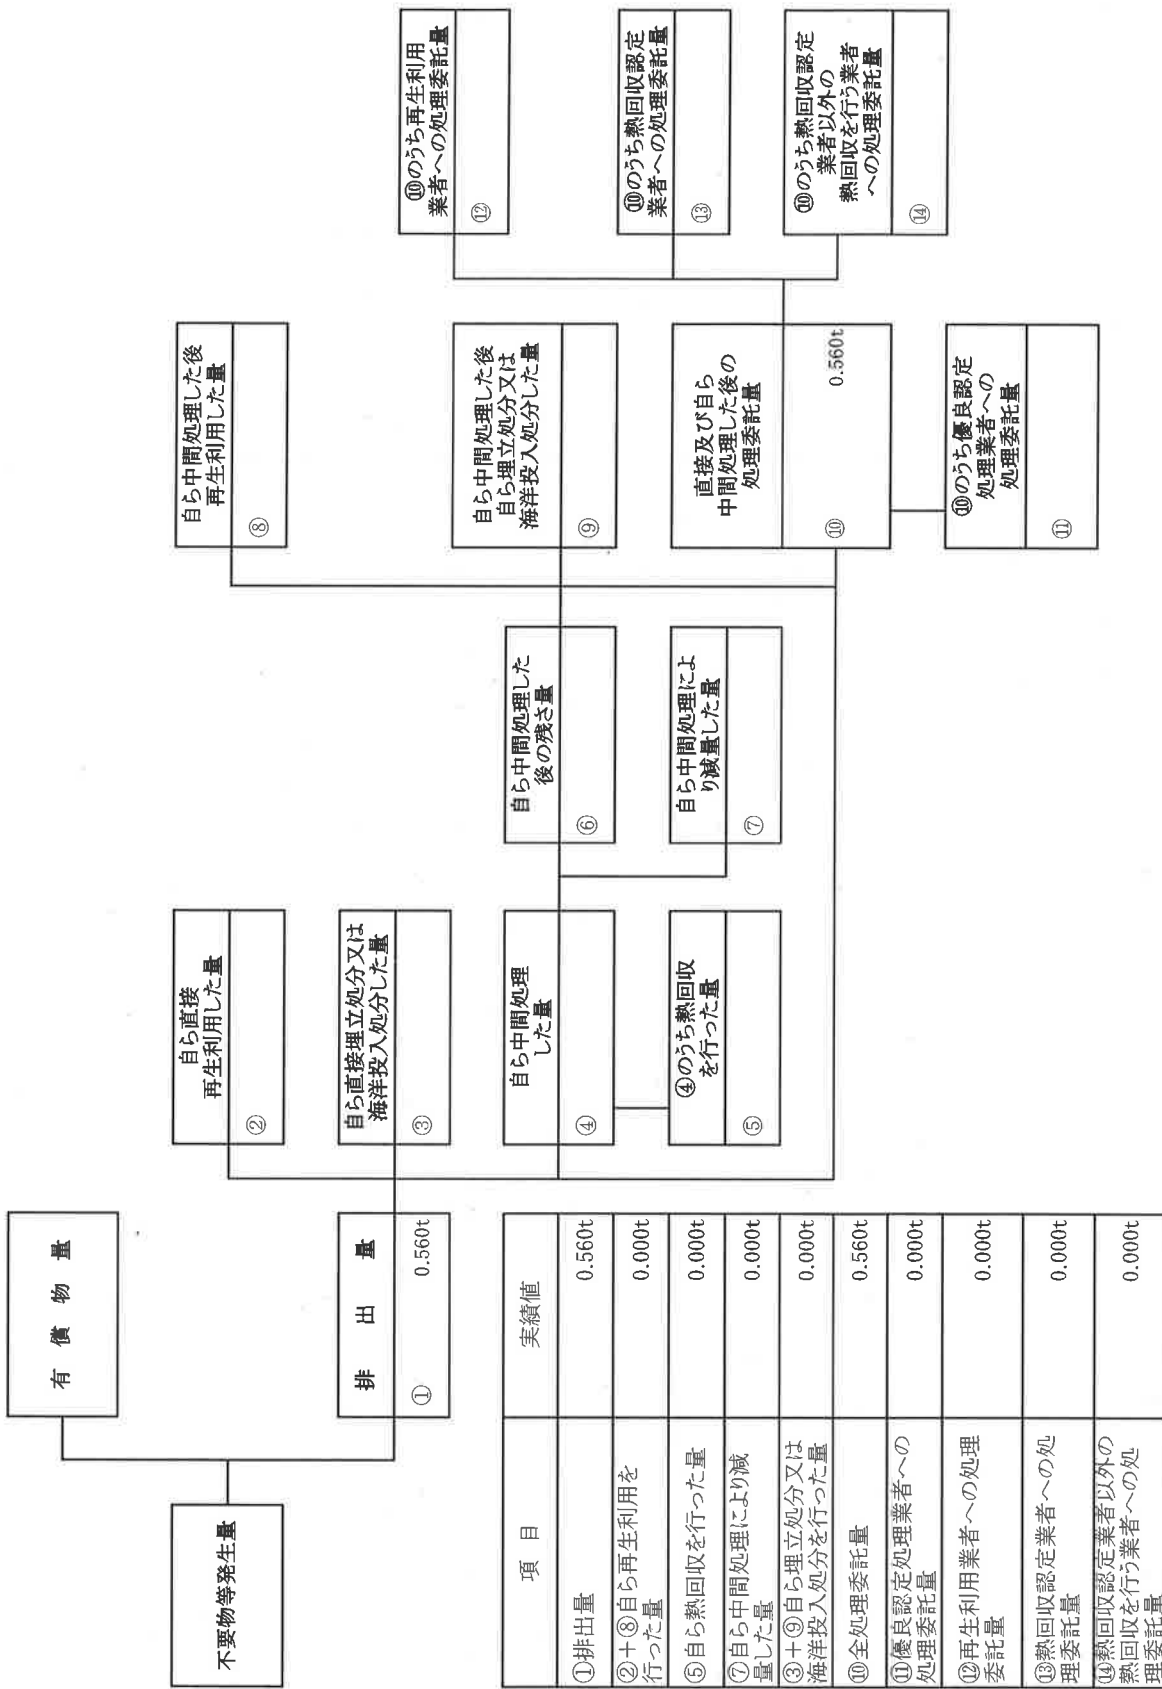 不要物等発生量
有 償 物 量
排 出 量
①
0.560t
自ら直接
再生利用した量
②
自ら直接埋立処分又は
海洋投入処分した量
③
自ら中間処理
した量
④
④のうち熱回収
を行った量
⑤
自ら中間処理した
後の残さ量
⑥
自ら中間処理によ
り減量した量
⑦
自ら中間処理した後
再生利用した量
⑧
自ら中間処理した後
自ら埋立処分又は
海洋投入処分した量
⑨
直接及び自ら
中間処理した後の
処理委託量
⑩
0.560t
⑩のうち優良認定
処理業者への
処理委託量
⑪
⑩のうち再生利用
業者への処理委託量
⑫
⑩のうち熱回収認定
業者への処理委託量
⑬
⑩のうち熱回収認定
業者以外の
熱回収を行う業者
への処理委託量
⑭
項 目 実績値
①排出量 0.560t
②＋⑧自ら再生利用を
行った量 0.000t
⑤自ら熱回収を行った量 0.000t
⑦自ら中間処理により減
量した量 0.000t
③＋⑨自ら埋立処分又は
海洋投入処分を行った量 0.000t
⑩全処理委託量 0.560t
⑪優良認定処理業者への
処理委託量 0.000t
⑫再生利用業者への処理
委託量 0.000t
⑬熱回収認定業者への処
理委託量 0.000t
⑭熱回収認定業者以外の
熱回収を行う業者への処
理委託量 0.000t